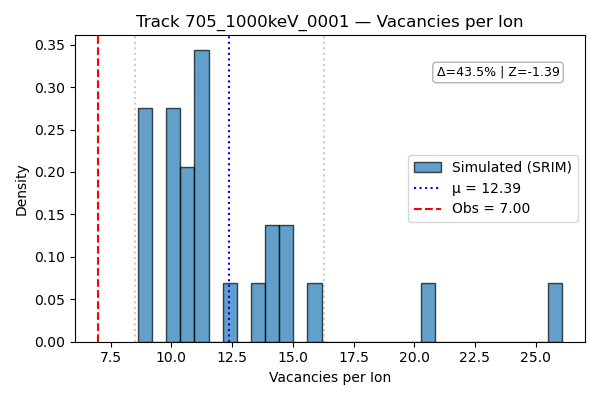 Track 705_1000keV_0001 — Vacancies per Ion
Δ=43.5% | Z=-1.39
Simulated (SRIM)
μ = 12.39
Obs = 7.00
Density
0.35
0.30
0.25
0.20
0.15
0.10
0.05
0.00
7.5 10.0 12.5 15.0 17.5 20.0 22.5 25.0
Vacancies per Ion